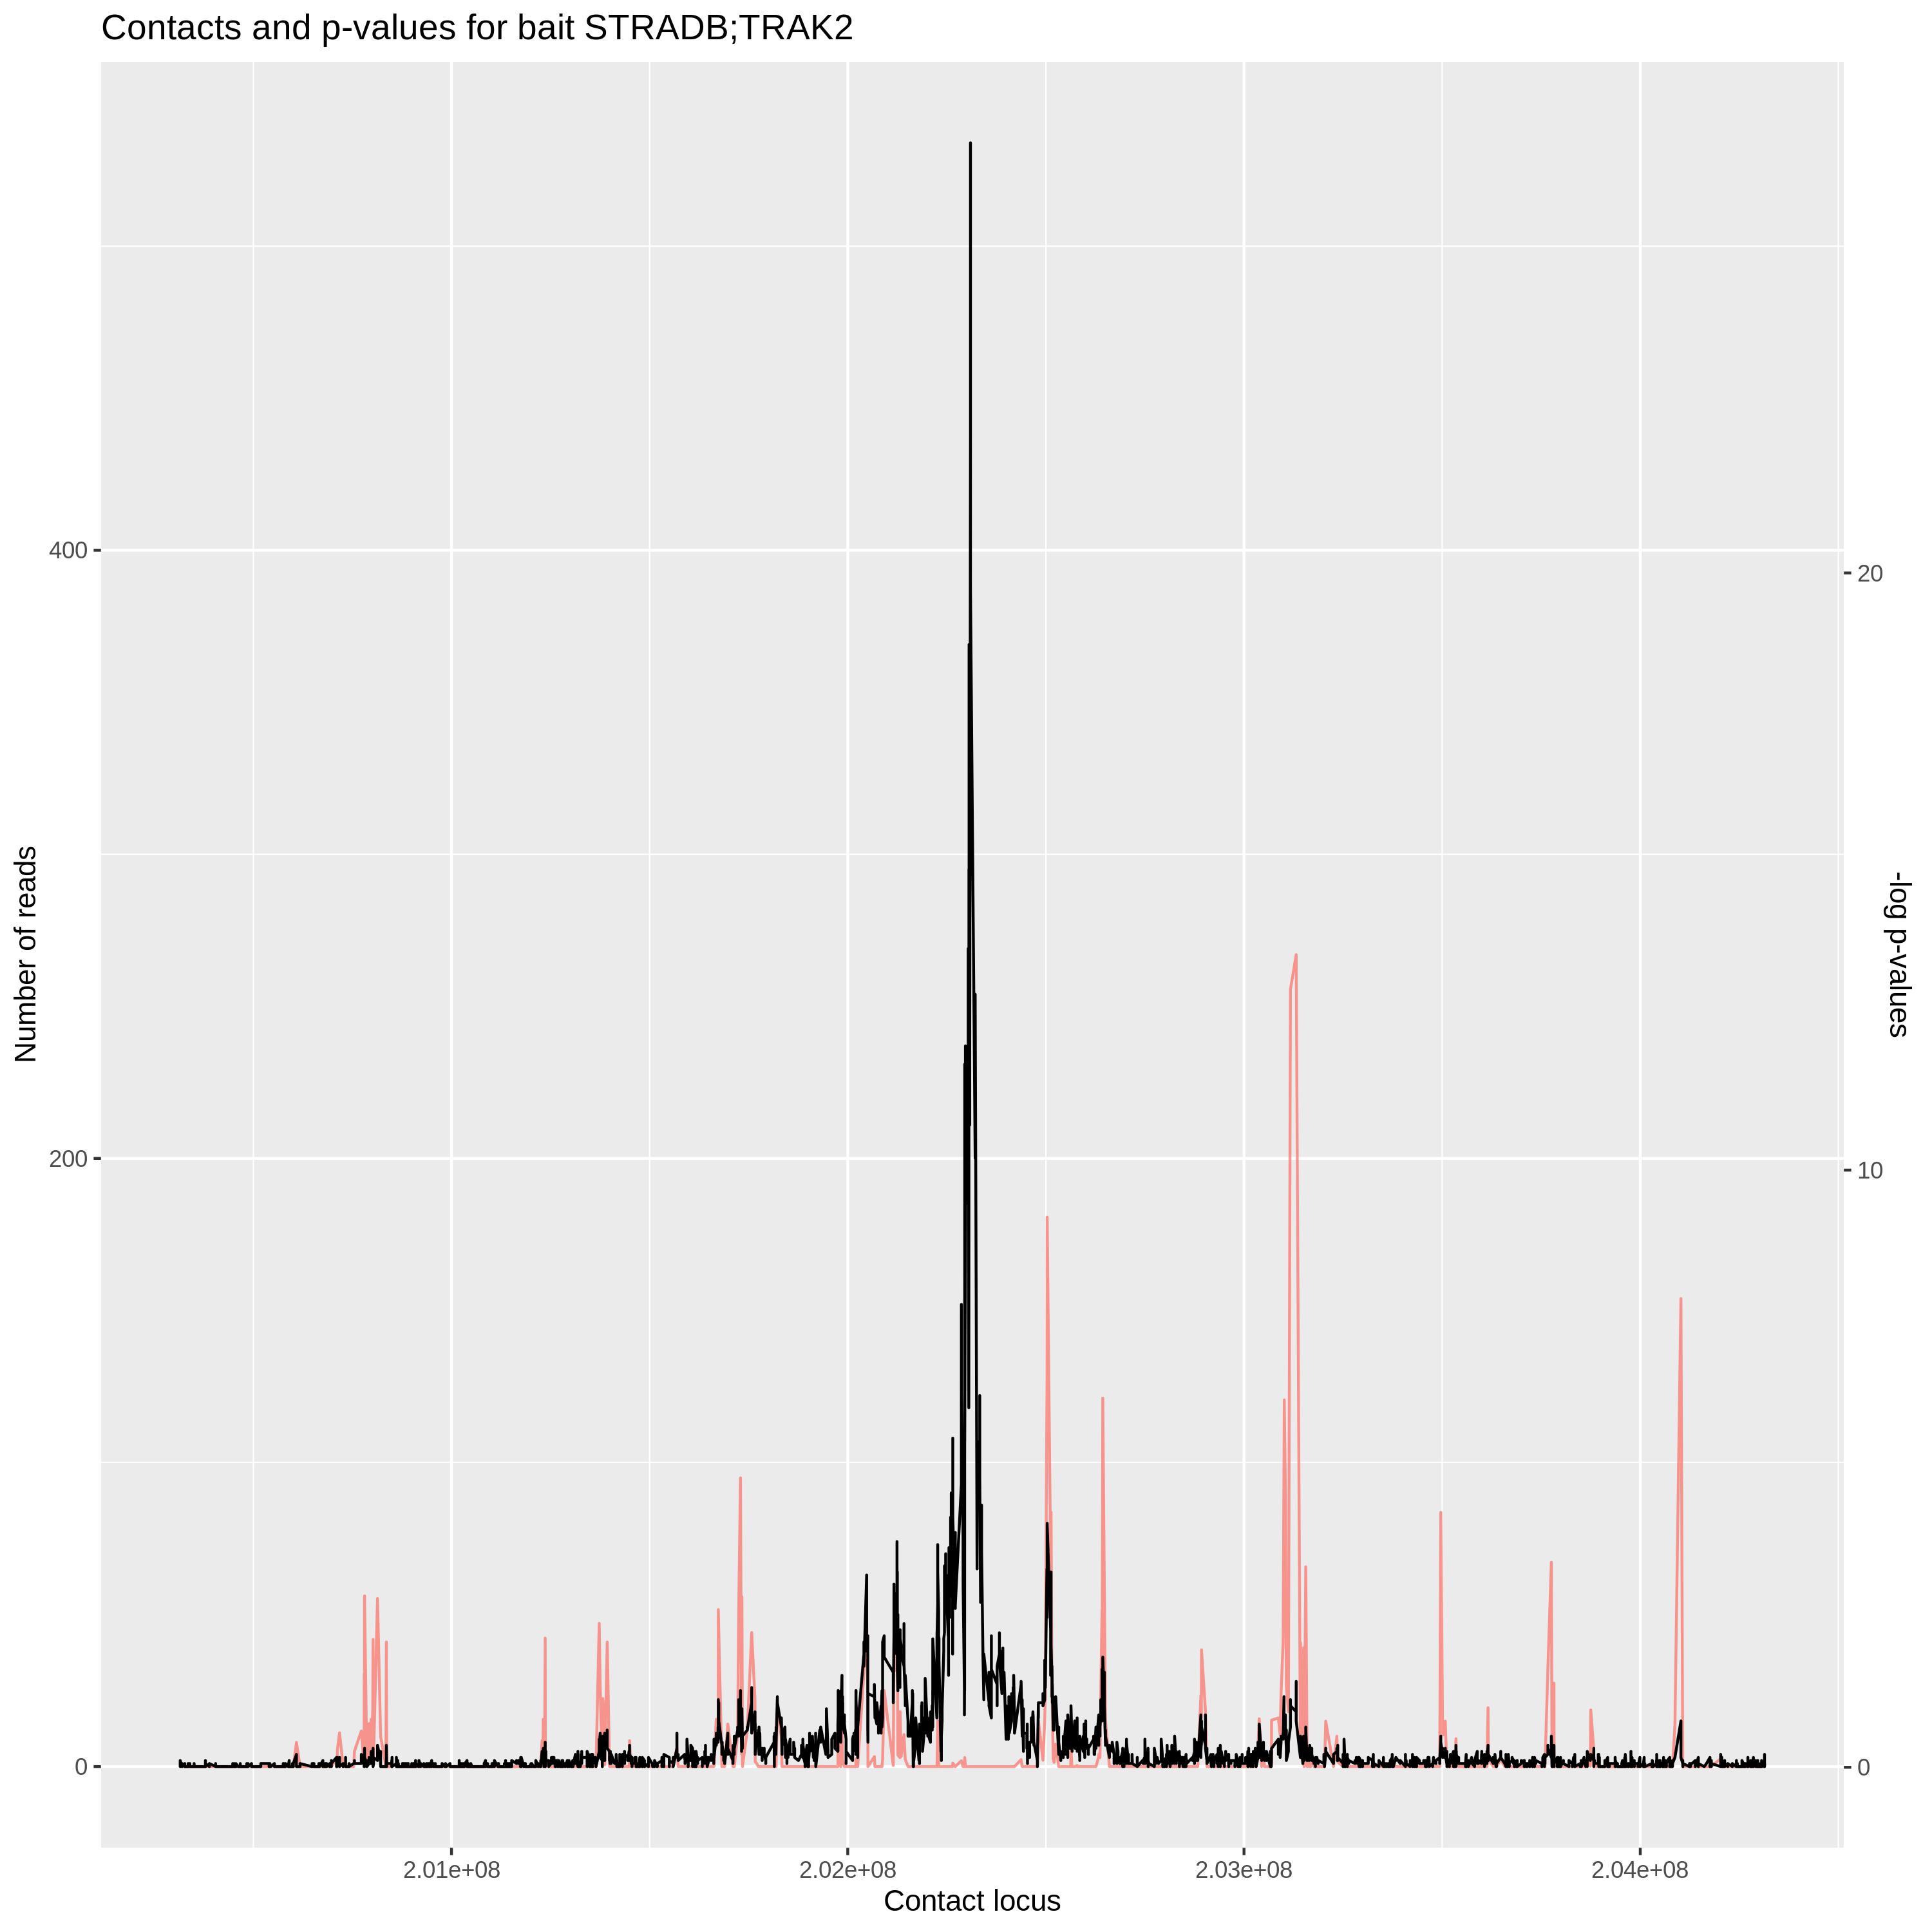 Contacts and p-values for bait STRADB;TRAK2
Number of reads
400
200
0
20
10
0
-log p-values
2.01e+08
2.02e+08
2.03e+08
2.04e+08
Contact locus